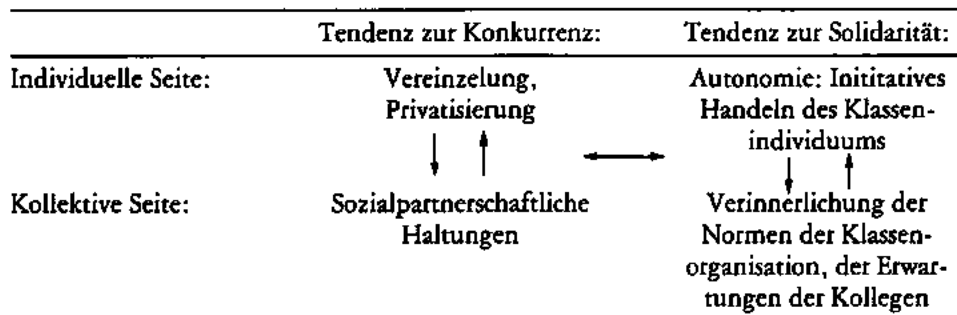 Tendenz zur Konkurrenz: Tendenz zur Solidarität:
Individuelle Seite: Vereinzelung, Autonomie: Inititatives
Privatisierung Handeln des Klassen-
individuums
Kollektive Seite: Sozialpartnerschaftliche Verinnerlichung der
Haltungen Normen der Klassen-
organisation, der Erwar-
tungen der Kollegen